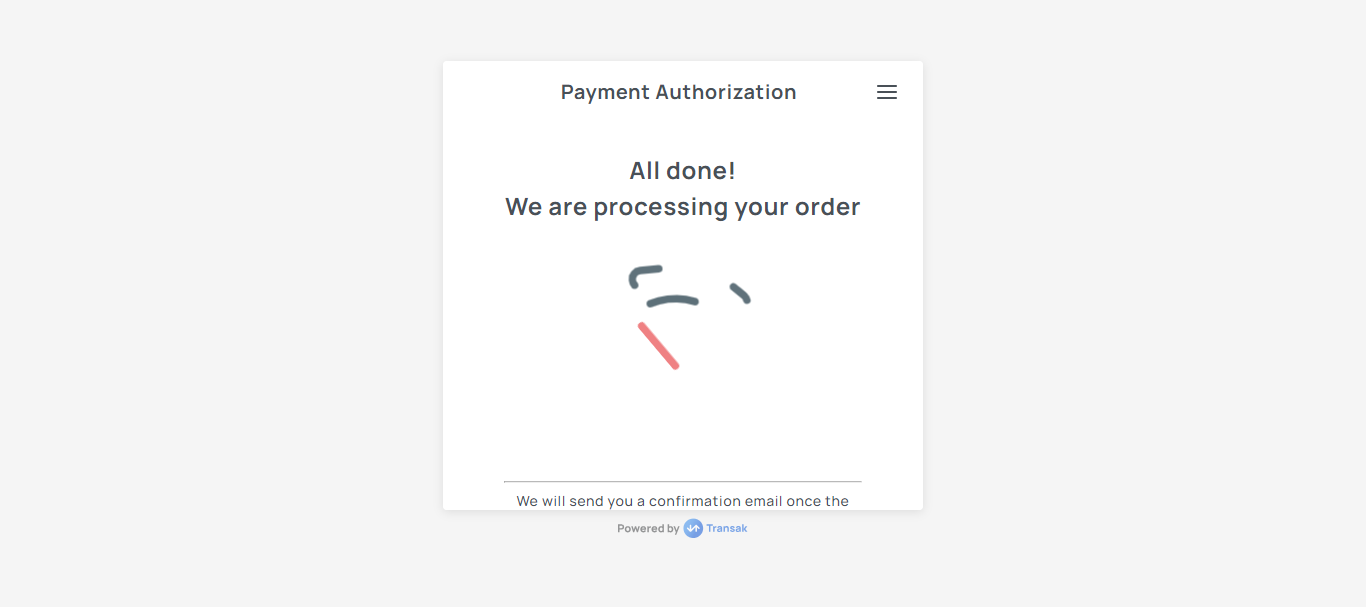 Payment Authorization
All done!
We are processing your order
We will send you a confirmation email once the
Powered by Transak